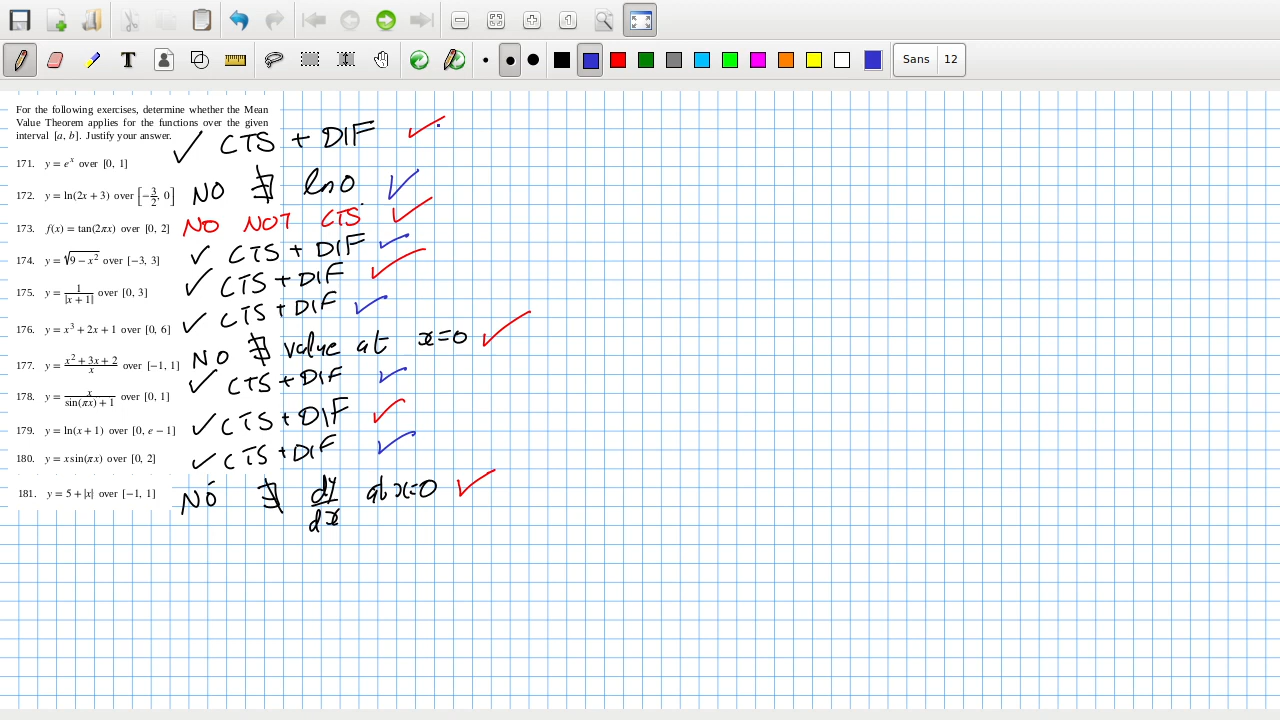 Sans 12
For the following exercises, determine whether the Mean
Value Theorem applies for the functions over the given
interval [a, b]. Justify your answer.
✓ CTS + DIF ✓
171. y = e^x over [0, 1]
172. y = ln(2x + 3) over [-3/2, 0] NO ∄ ln 0 ✓
173. f(x) = tan(2πx) over [0, 2] NO NOT CTS ✓
174. y = √(9 − x²) over [−3, 3] ✓ CTS + DIF ✓
175. y = 1/|x + 1| over [0, 3] ✓ CTS + DIF ✓
176. y = x³ + 2x + 1 over [0, 6] ✓ CTS + DIF ✓
177. y = (x² + 3x + 2)/x over [−1, 1] NO ∄ value at x=0 ✓
178. y = x/(sin(πx) + 1) over [0, 1] ✓ CTS + DIF ✓
179. y = ln(x + 1) over [0, e − 1] ✓ CTS + DIF ✓
180. y = x sin(πx) over [0, 2] ✓ CTS + DIF ✓
181. y = 5 + |x| over [−1, 1] NO ∄ dy/dx at x=0 ✓